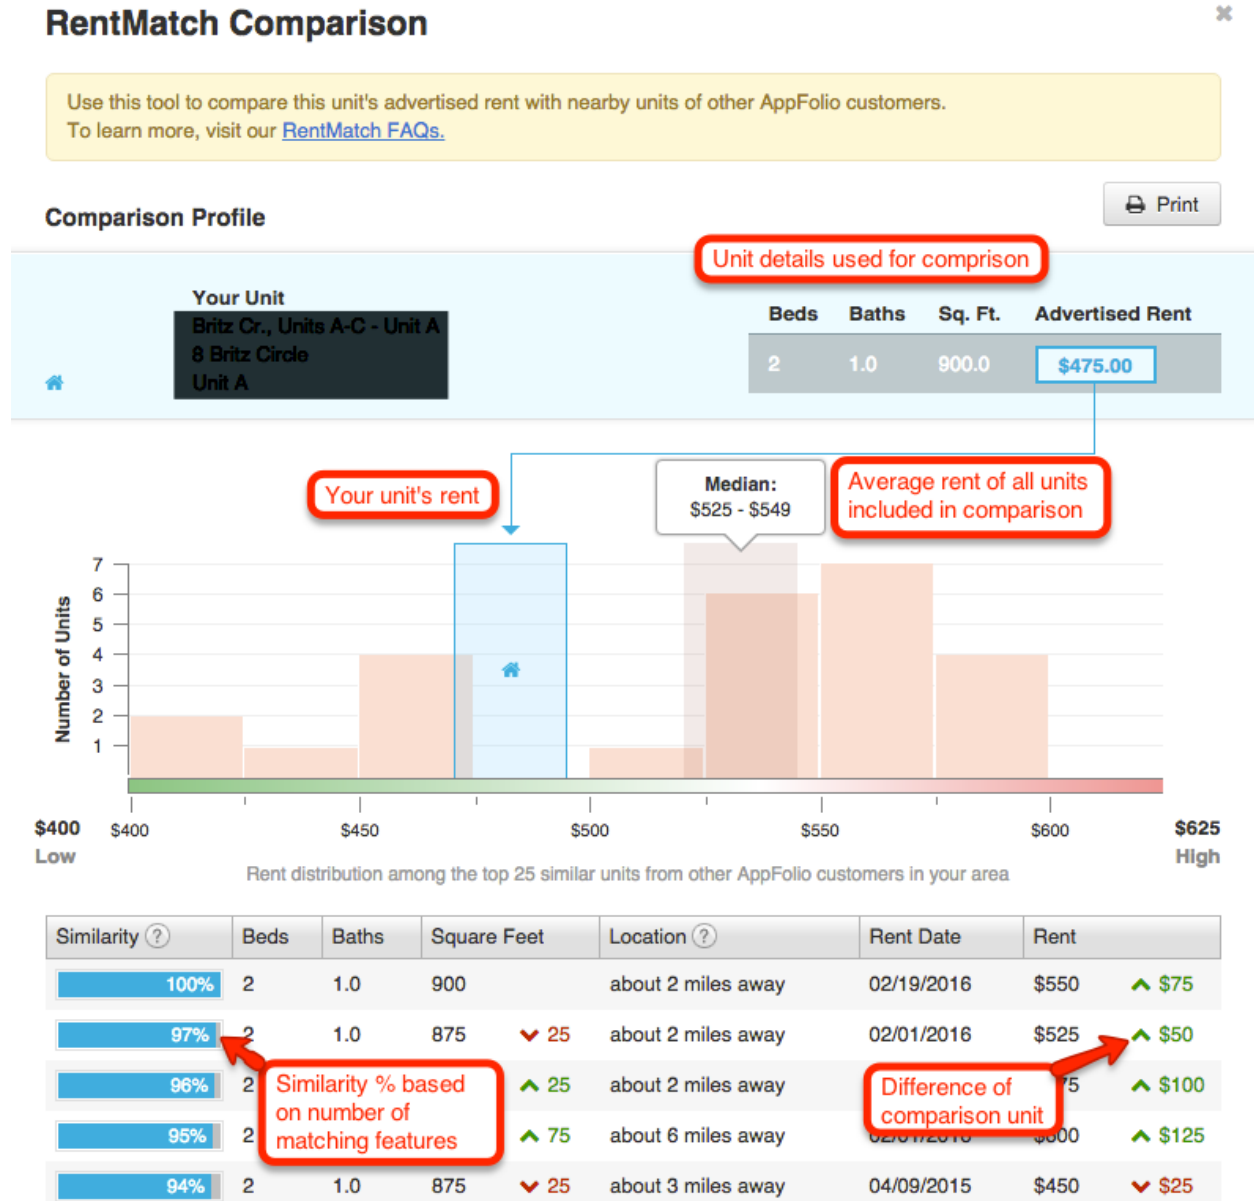 RentMatch Comparison
Use this tool to compare this unit's advertised rent with nearby units of other AppFolio customers.
To learn more, visit our RentMatch FAQs.
Print
Comparison Profile
Unit details used for comprison
Your Unit
Britz Cr., Units A-C - Unit A
8 Britz Circle
Unit A
Beds Baths Sq. Ft. Advertised Rent
2 1.0 900.0 $475.00
Your unit's rent
Median:
$525 - $549
Average rent of all units
included in comparison
Number of Units
7
6
5
4
3
2
1
$400 $450 $500 $550 $600
$400
Low
$625
High
Rent distribution among the top 25 similar units from other AppFolio customers in your area
Similarity ? Beds Baths Square Feet Location ? Rent Date Rent
100% 2 1.0 900 about 2 miles away 02/19/2016 $550 $75
97% 2 1.0 875 25 about 2 miles away 02/01/2016 $525 $50
96% 2 25 about 2 miles away $100
95% 2 75 about 6 miles away $125
94% 2 1.0 875 25 about 3 miles away 04/09/2015 $450 $25
Similarity % based
on number of
matching features
Difference of
comparison unit